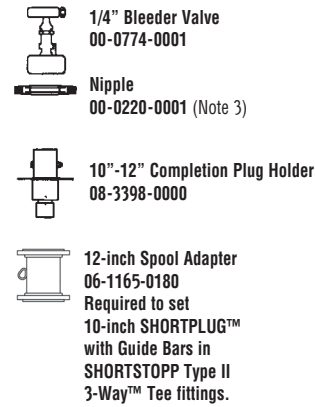 1/4” Bleeder Valve
00-0774-0001
Nipple
00-0220-0001 (Note 3)
10”-12” Completion Plug Holder
08-3398-0000
12-inch Spool Adapter
06-1165-0180
Required to set
10-inch SHORTPLUG™
with Guide Bars in
SHORTSTOPP Type II
3-Way™ Tee fittings.